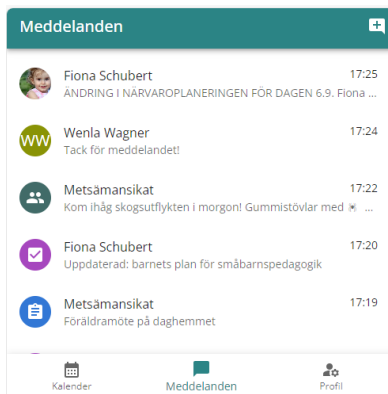 Meddelanden
Fiona Schubert 17:25
ÄNDRING I NÄRVAROPLANERINGEN FÖR DAGEN 6.9. Fiona ...
WW
Wenla Wagner 17:24
Tack för meddelandet!
Metsämansikat 17:22
Kom ihåg skogsutflykten i morgon! Gummistövlar med ...
Fiona Schubert 17:20
Uppdaterad: barnets plan för småbarnspedagogik
Metsämansikat 17:19
Föräldramöte på daghemmet
Kalender Meddelanden Profil